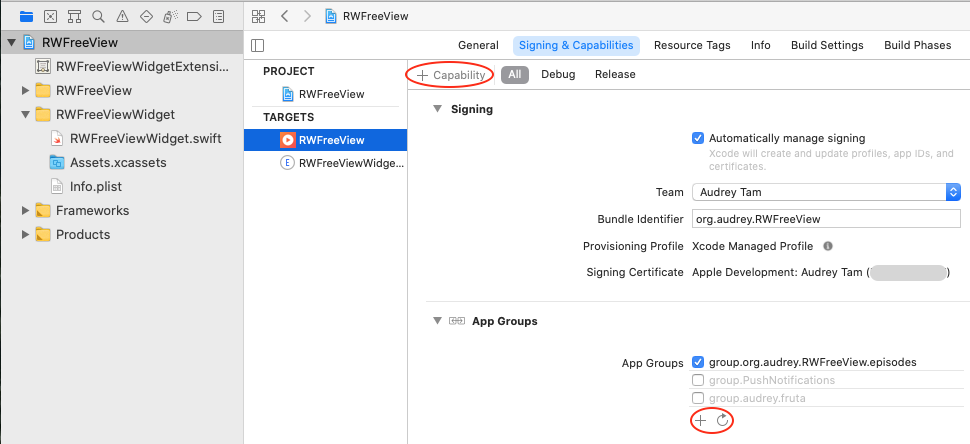 RWFreeView
RWFreeView
RWFreeViewWidgetExtensi...
RWFreeView
RWFreeViewWidget
RWFreeViewWidget.swift
Assets.xcassets
Info.plist
Frameworks
Products
General
Signing & Capabilities
Resource Tags
Info
Build Settings
Build Phases
PROJECT
RWFreeView
TARGETS
RWFreeView
E RWFreeViewWidge...
+ Capability
All
Debug
Release
Signing
Automatically manage signing
Xcode will create and update profiles, app IDs, and
certificates.
Team Audrey Tam
Bundle Identifier org.audrey.RWFreeView
Provisioning Profile Xcode Managed Profile
Signing Certificate Apple Development: Audrey Tam ( )
App Groups
App Groups group.org.audrey.RWFreeView.episodes
group.PushNotifications
group.audrey.fruta